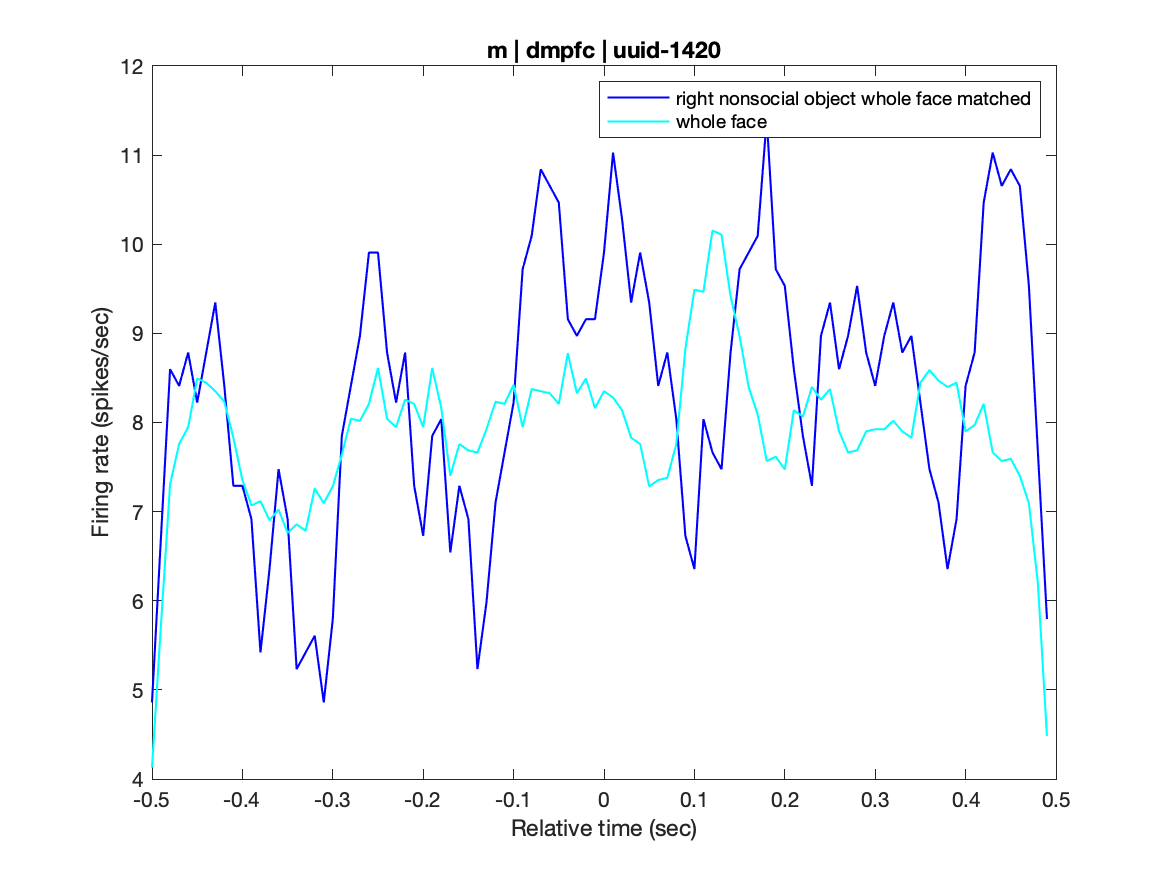 m | dmpfc | uuid-1420
right nonsocial object whole face matched
whole face
12
11
10
9
8
7
6
5
4
Firing rate (spikes/sec)
-0.5 -0.4 -0.3 -0.2 -0.1 0 0.1 0.2 0.3 0.4 0.5
Relative time (sec)